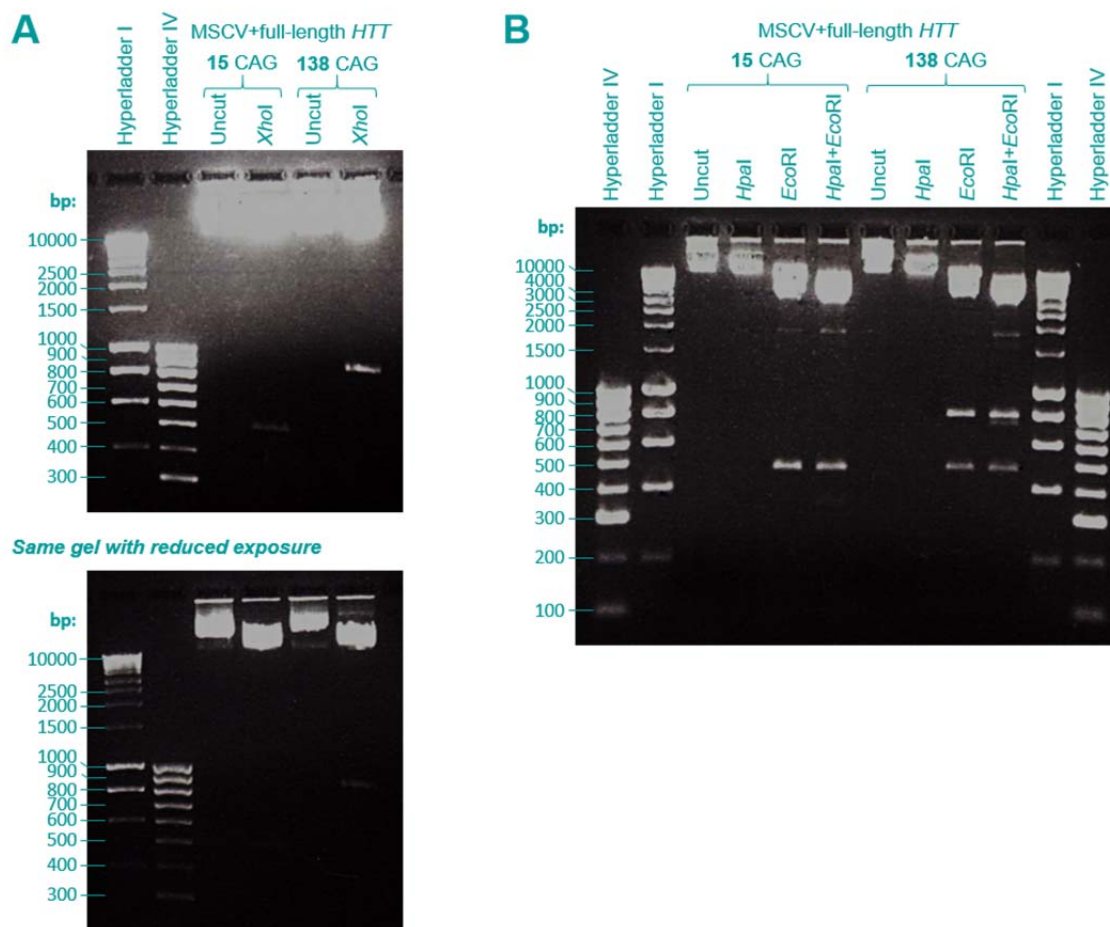 A
Hyperladder I
Hyperladder IV
MSCV+full-length HTT
15 CAG
138 CAG
Uncut
XhoI
Uncut
XhoI
bp:
10000
2500
2000
1500
1000
900
800
700
600
500
400
300
Same gel with reduced exposure
bp:
10000
2500
2000
1500
1000
900
800
700
600
500
400
300
B
MSCV+full-length HTT
15 CAG
138 CAG
Hyperladder IV
Hyperladder I
Uncut
HpaI
EcoRI
HpaI+EcoRI
Uncut
HpaI
EcoRI
HpaI+EcoRI
Hyperladder I
Hyperladder IV
bp:
10000
4000
3000
2500
2000
1500
1000
900
800
700
600
500
400
300
200
100